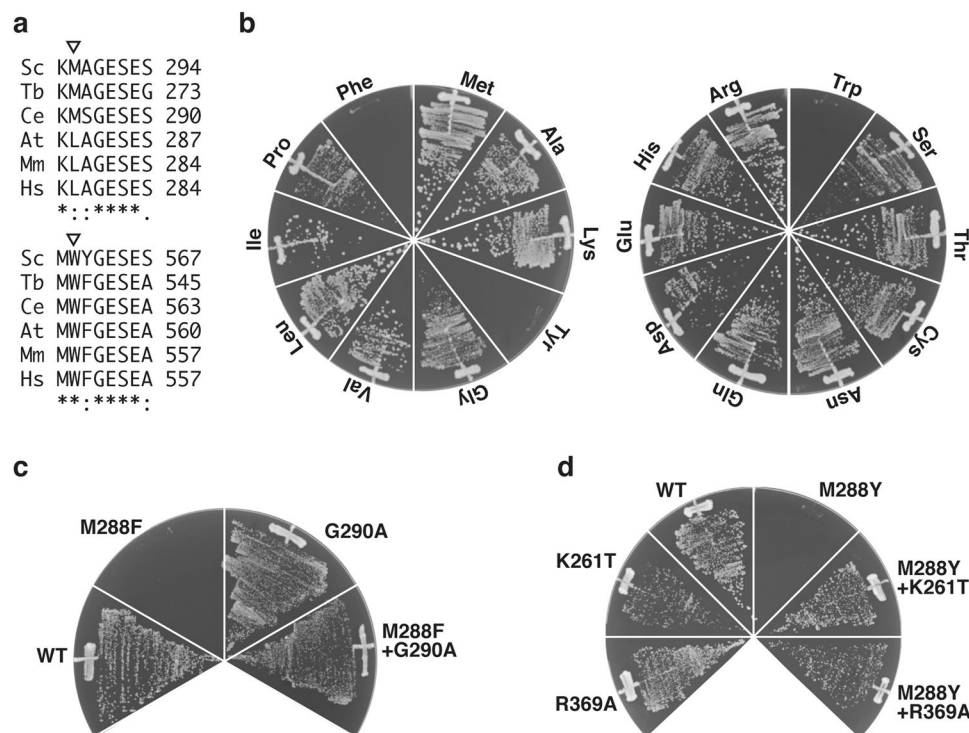 a
Sc KMAGESES 294
Tb KMAGESEG 273
Ce KMSGESES 290
At KLAGESES 287
Mm KLAGESES 284
Hs KLAGESES 284
*::****.
Sc MWYGESES 567
Tb MWFGESEA 545
Ce MWFGESEA 563
At MWFGESEA 560
Mm MWFGESEA 557
Hs MWFGESEA 557
**:****:
b
Phe
Met
Ala
Lys
Tyr
Gly
Val
Leu
Ile
Pro
Arg
Trp
Ser
Thr
Cys
Asn
Gln
Asp
Glu
His
c
WT
M288F
G290A
M288F
+G290A
d
R369A
K261T
WT
M288Y
M288Y
+K261T
M288Y
+R369A